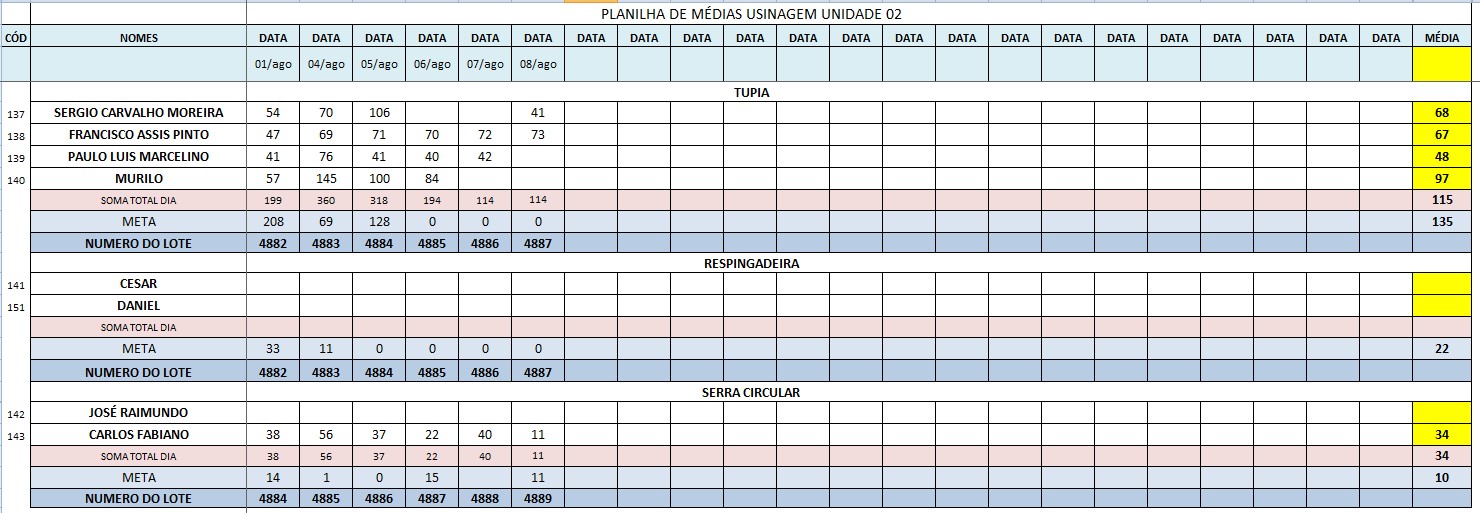 PLANILHA DE MÉDIAS USINAGEM UNIDADE 02
CÓD NOMES DATA DATA DATA DATA DATA DATA DATA DATA DATA DATA DATA DATA DATA DATA DATA DATA DATA DATA DATA DATA DATA DATA MÉDIA
01/ago 04/ago 05/ago 06/ago 07/ago 08/ago
TUPIA
137 SERGIO CARVALHO MOREIRA 54 70 106 41 68
138 FRANCISCO ASSIS PINTO 47 69 71 70 72 73 67
139 PAULO LUIS MARCELINO 41 76 41 40 42 48
140 MURILO 57 145 100 84 97
SOMA TOTAL DIA 199 360 318 194 114 114 115
META 208 69 128 0 0 0 135
NUMERO DO LOTE 4882 4883 4884 4885 4886 4887
RESPINGADEIRA
141 CESAR
151 DANIEL
SOMA TOTAL DIA
META 33 11 0 0 0 0 22
NUMERO DO LOTE 4882 4883 4884 4885 4886 4887
SERRA CIRCULAR
142 JOSÉ RAIMUNDO
143 CARLOS FABIANO 38 56 37 22 40 11 34
SOMA TOTAL DIA 38 56 37 22 40 11 34
META 14 1 0 15 11 10
NUMERO DO LOTE 4884 4885 4886 4887 4888 4889